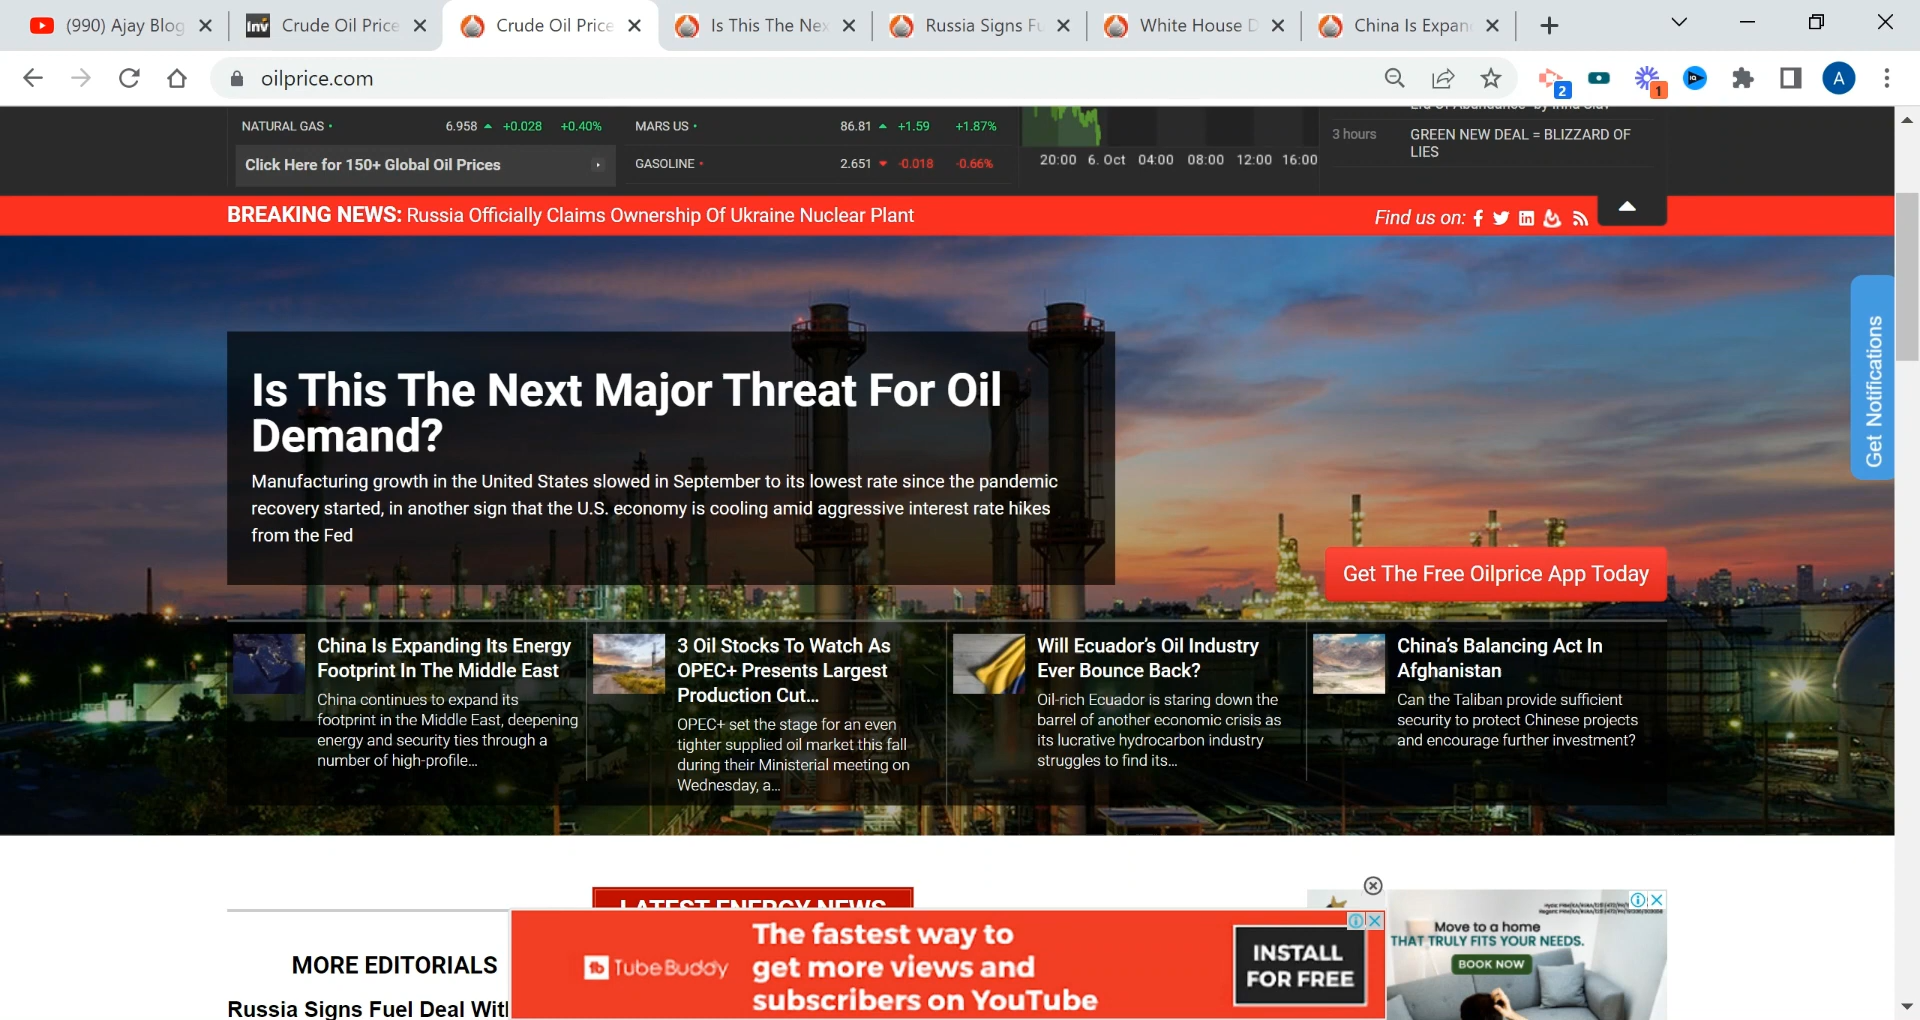 (990) Ajay Blog
Inv Crude Oil Price
Crude Oil Price
Is This The Nex
Russia Signs Fu
White House D
China Is Expan
oilprice.com
2
1
A
NATURAL GAS 6.958 +0.028 +0.40%
MARS US 86.81 +1.59 +1.87%
Click Here for 150+ Global Oil Prices
GASOLINE 2.651 -0.018 -0.66%
20:00 6. Oct 04:00 08:00 12:00 16:00
3 hours GREEN NEW DEAL = BLIZZARD OF
LIES
BREAKING NEWS: Russia Officially Claims Ownership Of Ukraine Nuclear Plant
Find us on:
Get Notifications
Is This The Next Major Threat For Oil
Demand?
Manufacturing growth in the United States slowed in September to its lowest rate since the pandemic
recovery started, in another sign that the U.S. economy is cooling amid aggressive interest rate hikes
from the Fed
Get The Free Oilprice App Today
China Is Expanding Its Energy
Footprint In The Middle East
China continues to expand its
footprint in the Middle East, deepening
energy and security ties through a
number of high-profile...
3 Oil Stocks To Watch As
OPEC+ Presents Largest
Production Cut...
OPEC+ set the stage for an even
tighter supplied oil market this fall
during their Ministerial meeting on
Wednesday, a...
Will Ecuador's Oil Industry
Ever Bounce Back?
Oil-rich Ecuador is staring down the
barrel of another economic crisis as
its lucrative hydrocarbon industry
struggles to find its...
China's Balancing Act In
Afghanistan
Can the Taliban provide sufficient
security to protect Chinese projects
and encourage further investment?
LATEST ENERGY NEWS
MORE EDITORIALS
Russia Signs Fuel Deal Wit
tb TubeBuddy
The fastest way to
get more views and
subscribers on YouTube
INSTALL
FOR FREE
Move to a home
THAT TRULY FITS YOUR NEEDS.
BOOK NOW